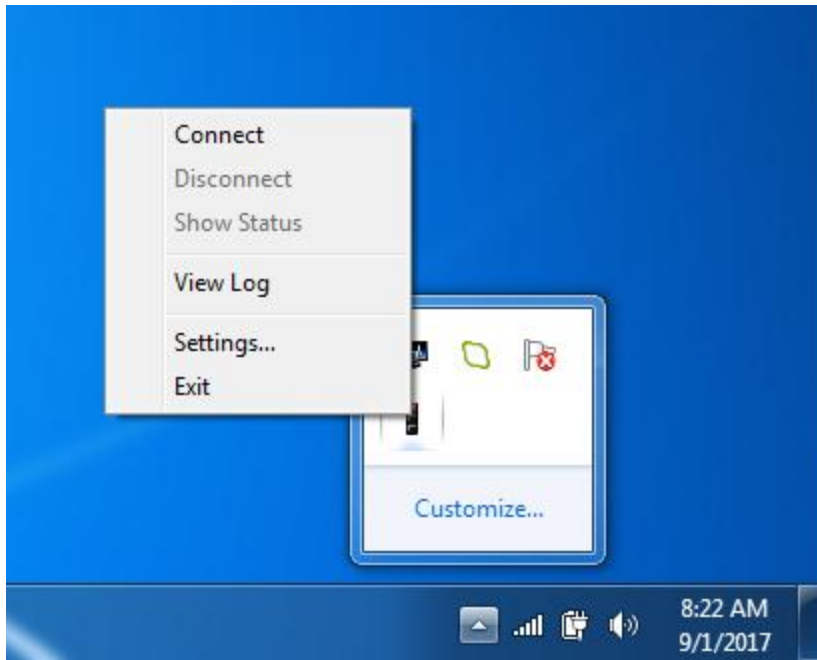 Connect
Disconnect
Show Status
View Log
Settings...
Exit
Customize...
8:22 AM
9/1/2017